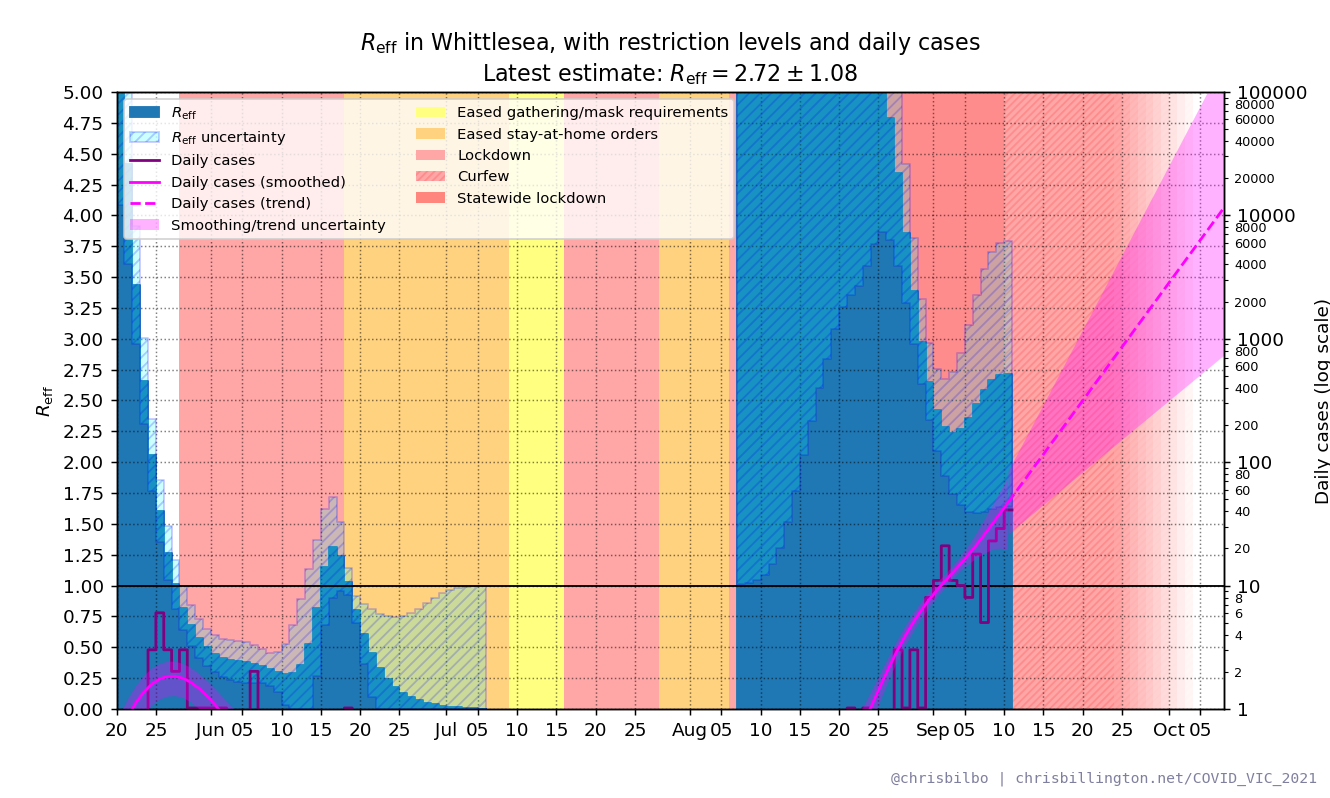 R_eff in Whittlesea, with restriction levels and daily cases
Latest estimate: R_eff = 2.72 ± 1.08
R_eff
R_eff uncertainty
Daily cases
Daily cases (smoothed)
Daily cases (trend)
Smoothing/trend uncertainty
Eased gathering/mask requirements
Eased stay-at-home orders
Lockdown
Curfew
Statewide lockdown
R_eff
5.00
4.75
4.50
4.25
4.00
3.75
3.50
3.25
3.00
2.75
2.50
2.25
2.00
1.75
1.50
1.25
1.00
0.75
0.50
0.25
0.00
20 25 Jun 05 10 15 20 25 Jul 05 10 15 20 25 Aug 05 10 15 20 25 Sep 05 10 15 20 25 Oct 05
100000
80000
60000
40000
20000
10000
8000
6000
4000
2000
1000
800
600
400
200
100
80
60
40
20
10
8
6
4
2
1
Daily cases (log scale)
@chrisbilbo | chrisbillington.net/COVID_VIC_2021